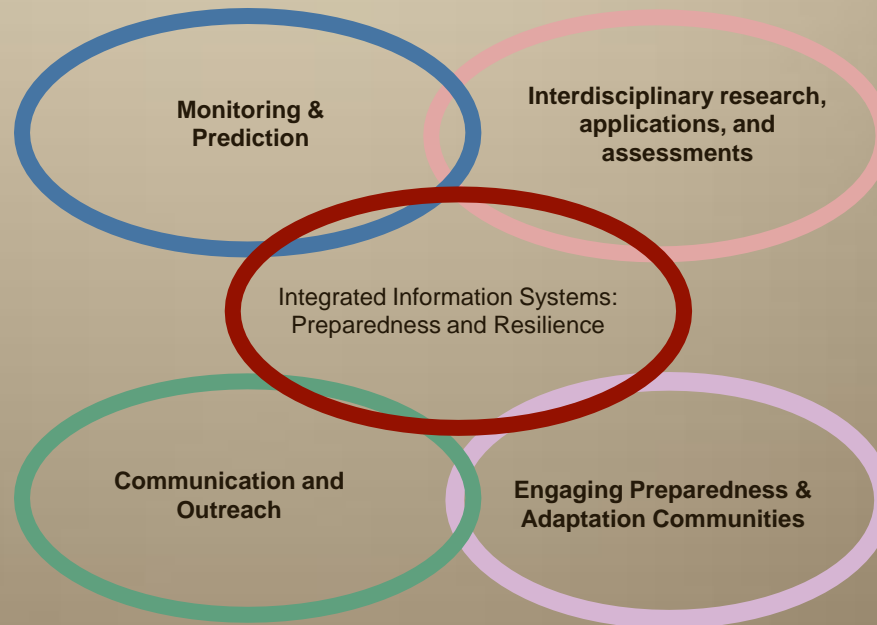 Monitoring &
Prediction
Interdisciplinary research,
applications, and
assessments
Integrated Information Systems:
Preparedness and Resilience
Communication and
Outreach
Engaging Preparedness &
Adaptation Communities